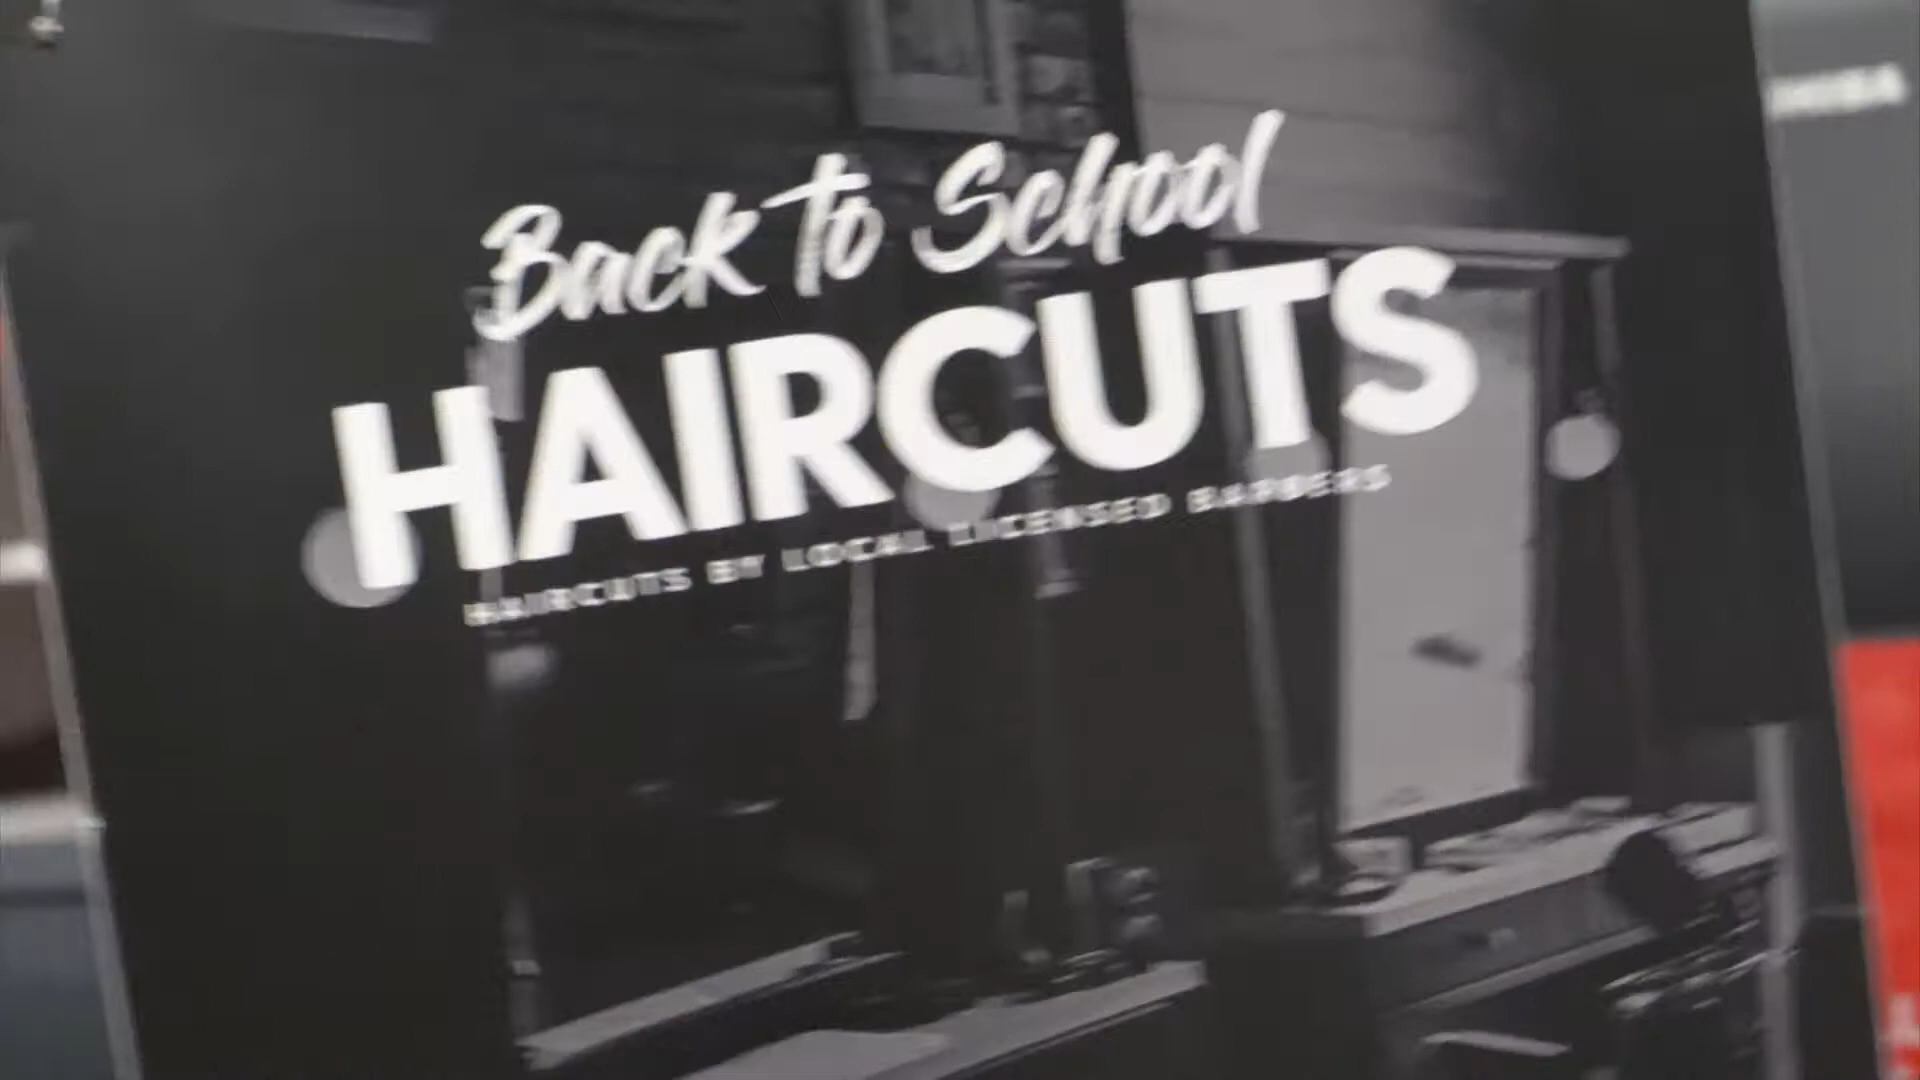 Back to School
HAIRCUTS
HAIRCUTS BY LOCAL LICENSED BARBERS